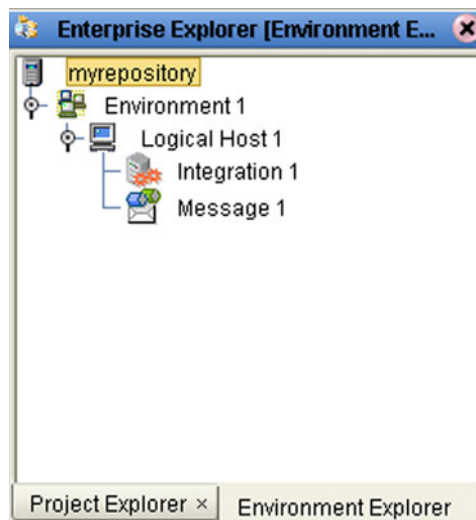 Enterprise Explorer [Environment E...
myrepository
Environment 1
Logical Host 1
Integration 1
Message 1
Project Explorer × Environment Explorer